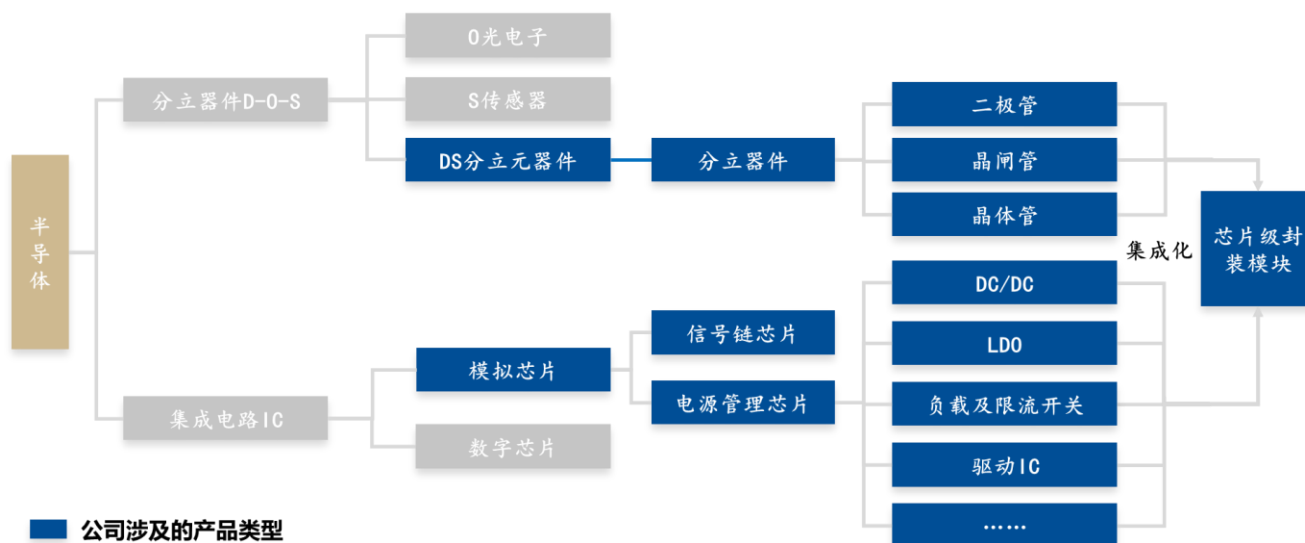 半导体
分立器件D-O-S
集成电路IC
O光电子
S传感器
DS分立元器件
分立器件
二极管
晶闸管
晶体管
模拟芯片
数字芯片
信号链芯片
电源管理芯片
DC/DC
LDO
负载及限流开关
驱动IC
……
集成化
芯片级封
装模块
公司涉及的产品类型